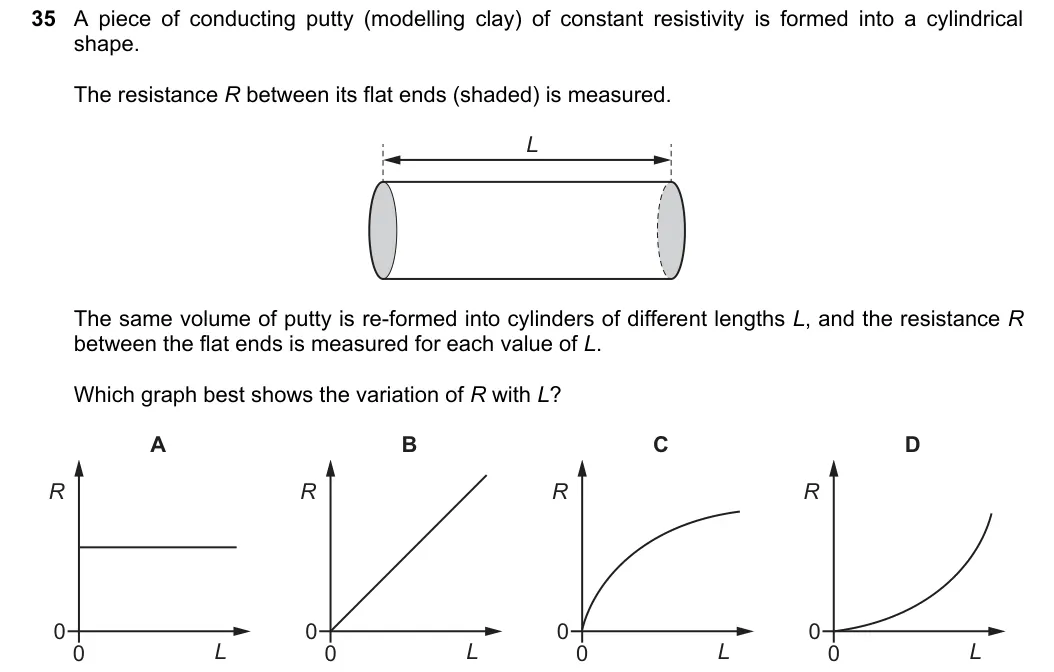 35 A piece of conducting putty (modelling clay) of constant resistivity is formed into a cylindrical
shape.
The resistance R between its flat ends (shaded) is measured.
L
The same volume of putty is re-formed into cylinders of different lengths L, and the resistance R
between the flat ends is measured for each value of L.
Which graph best shows the variation of R with L?
A B C D
R R R R
0 0 0 0
0 L 0 L 0 L 0 L